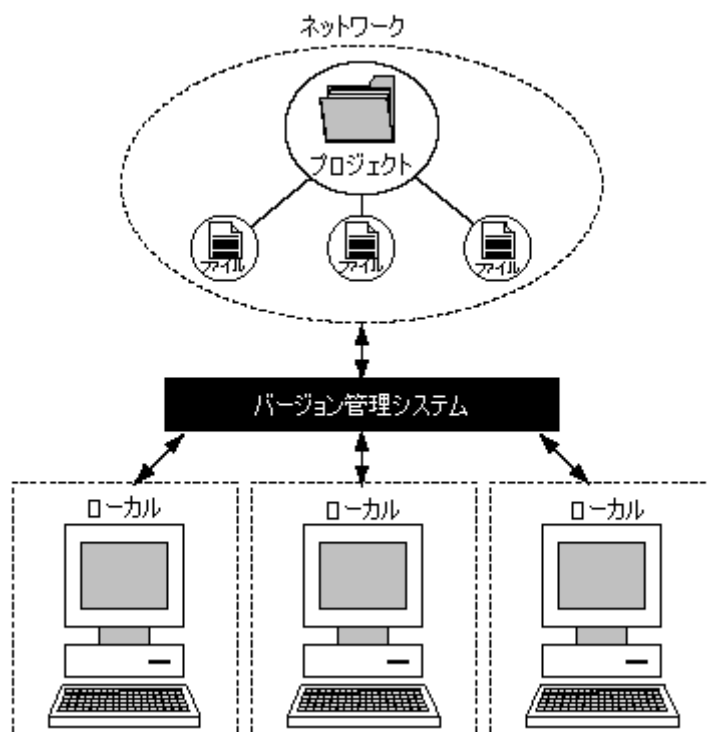 ネットワーク
プロジェクト
ファイル
ファイル
ファイル
バージョン管理システム
ローカル
ローカル
ローカル